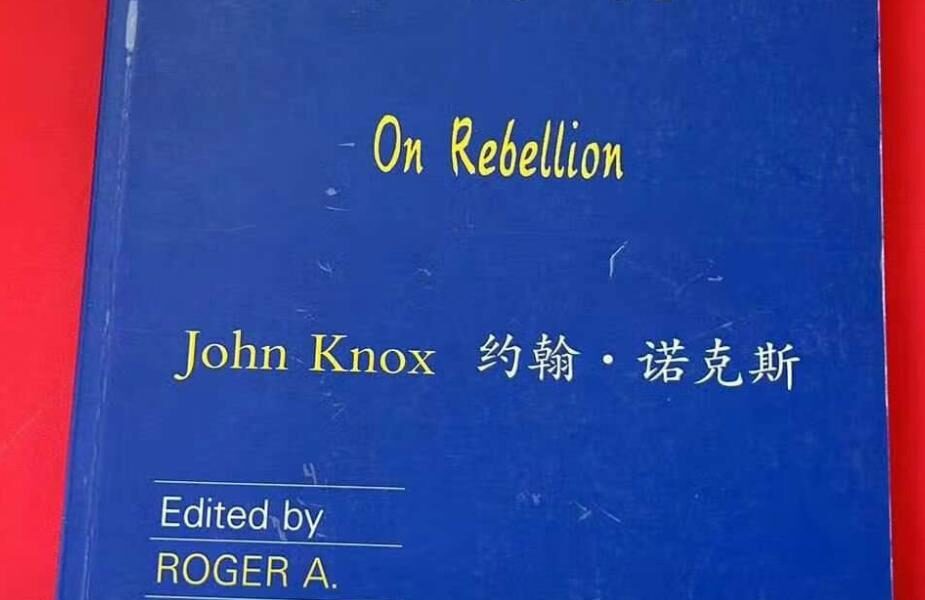 On Rebellion
John Knox 约翰·诺克斯
Edited by
ROGER A.